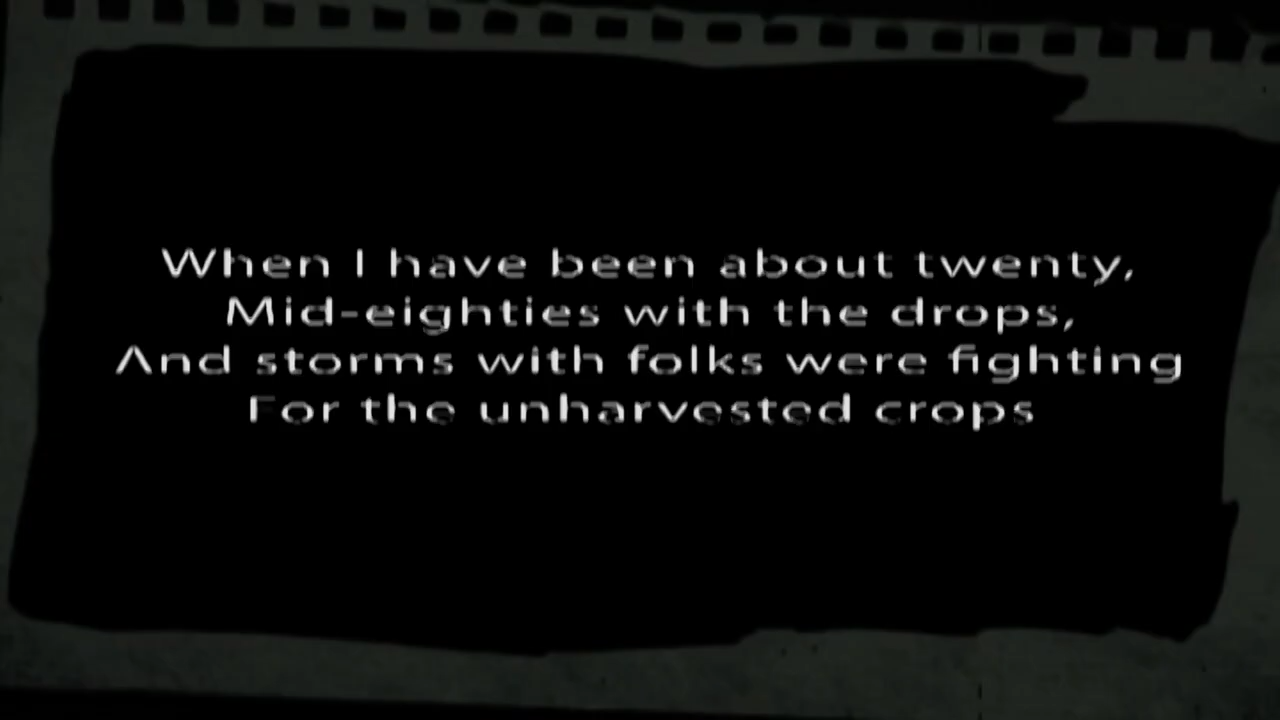 When I have been about twenty,
Mid-eighties with the drops,
And storms with folks were fighting
For the unharvested crops